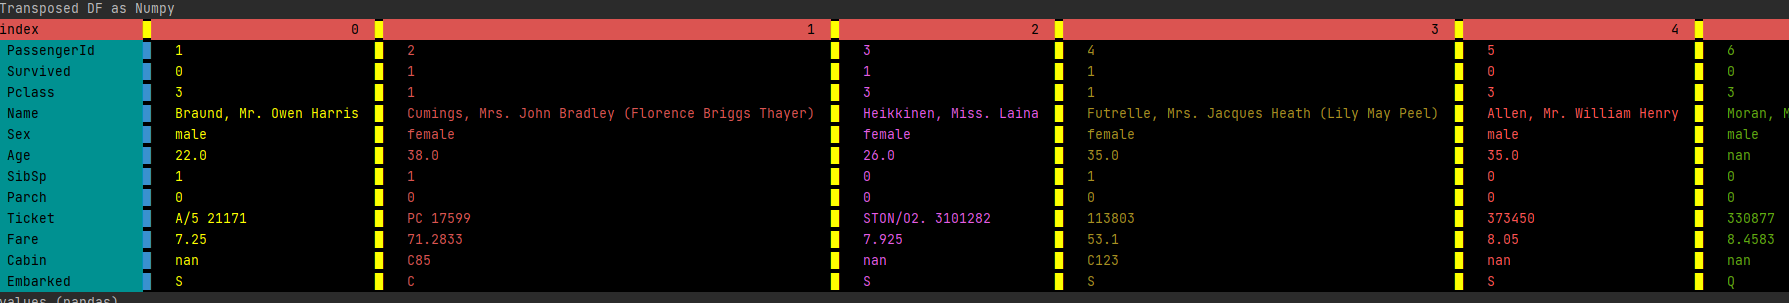 Transposed DF as Numpy
index 0 1 2 3 4
PassengerId 1 2 3 4 5 6
Survived 0 1 1 1 0 0
Pclass 3 1 3 1 3 3
Name Braund, Mr. Owen Harris Cumings, Mrs. John Bradley (Florence Briggs Thayer) Heikkinen, Miss. Laina Futrelle, Mrs. Jacques Heath (Lily May Peel) Allen, Mr. William Henry Moran, M
Sex male female female female male male
Age 22.0 38.0 26.0 35.0 35.0 nan
SibSp 1 1 0 1 0 0
Parch 0 0 0 0 0 0
Ticket A/5 21171 PC 17599 STON/O2. 3101282 113803 373450 330877
Fare 7.25 71.2833 7.925 53.1 8.05 8.4583
Cabin nan C85 nan C123 nan nan
Embarked S C S S S Q
values (pandas)